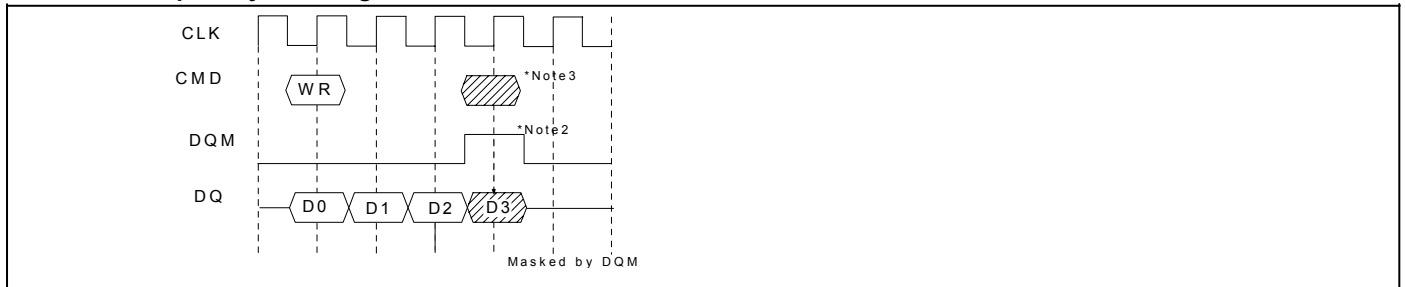 CLK
CMD WR *Note3
DQM *Note2
DQ D0 D1 D2 D3
Masked by DQM